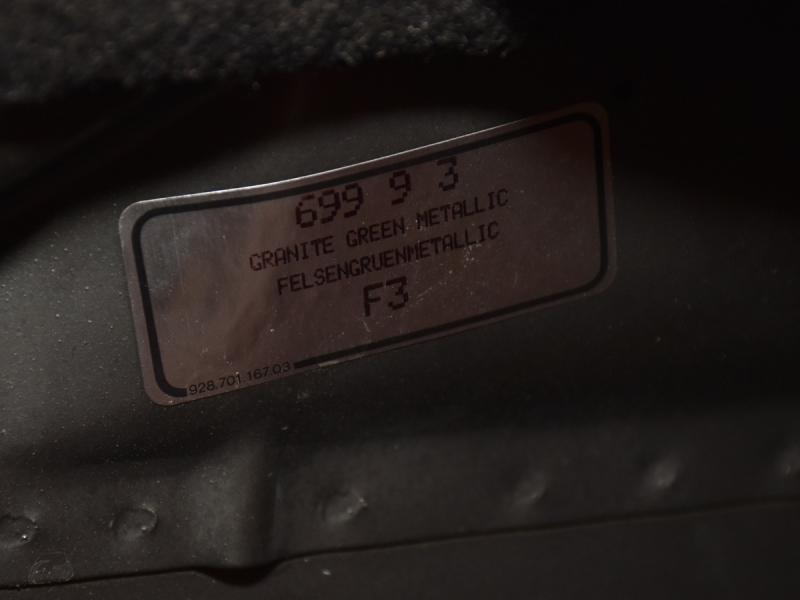 699 9 3
GRANITE GREEN METALLIC
FELSENGRUENMETALLIC
F3
928.701.167.03